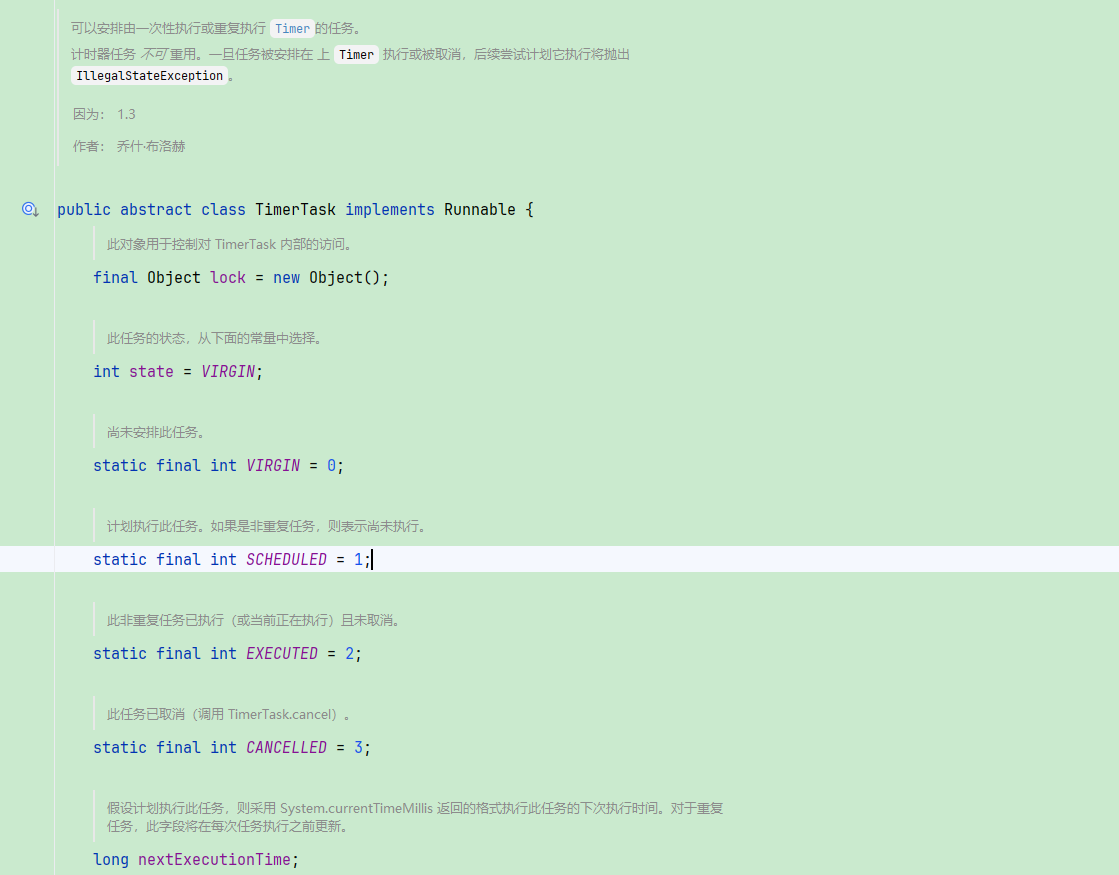 可以安排由一次性执行或重复执行 Timer 的任务。
计时器任务 不可 重用。一旦任务被安排在 上 Timer 执行或被取消，后续尝试计划它执行将抛出
IllegalStateException 。
因为： 1.3
作者： 乔什·布洛赫
public abstract class TimerTask implements Runnable {
此对象用于控制对 TimerTask 内部的访问。
final Object lock = new Object();
此任务的状态，从下面的常量中选择。
int state = VIRGIN;
尚未安排此任务。
static final int VIRGIN = 0;
计划执行此任务。如果是非重复任务，则表示尚未执行。
static final int SCHEDULED = 1;
此非重复任务已执行（或当前正在执行）且未取消。
static final int EXECUTED = 2;
此任务已取消（调用 TimerTask.cancel）。
static final int CANCELLED = 3;
假设计划执行此任务，则采用 System.currentTimeMillis 返回的格式执行此任务的下次执行时间。对于重复
任务，此字段将在每次任务执行之前更新。
long nextExecutionTime;